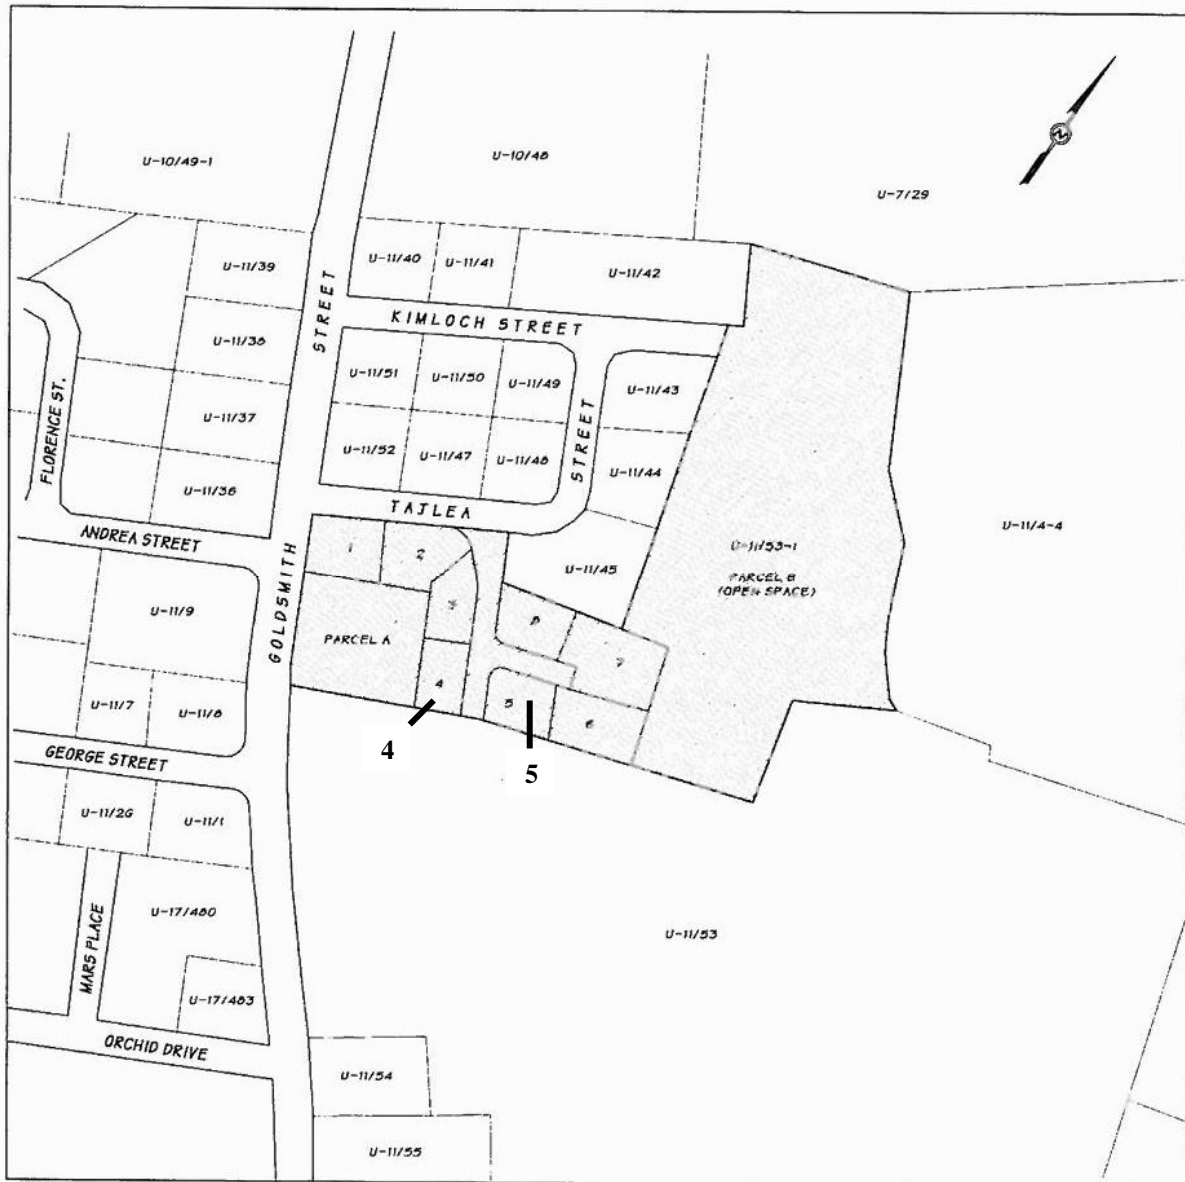 U-10/49-1
U-10/48
U-7/29
N
U-11/39
U-11/40
U-11/41
U-11/42
STREET
KIMLOCH STREET
U-11/38
U-11/51
U-11/50
U-11/49
U-11/43
FLORENCE ST.
U-11/37
U-11/52
U-11/47
U-11/48
STREET
U-11/44
U-11/36
TAJLEA
U-11/4-4
ANDREA STREET
1
2
U-11/53-1
PARCEL B
(OPEN SPACE)
U-11/45
GOLDSMITH
U-11/9
3
8
PARCEL A
7
4
U-11/7
U-11/8
5
6
4
5
GEORGE STREET
U-11/26
U-11/1
U-17/480
U-11/53
MARS PLACE
U-17/483
ORCHID DRIVE
U-11/54
U-11/55